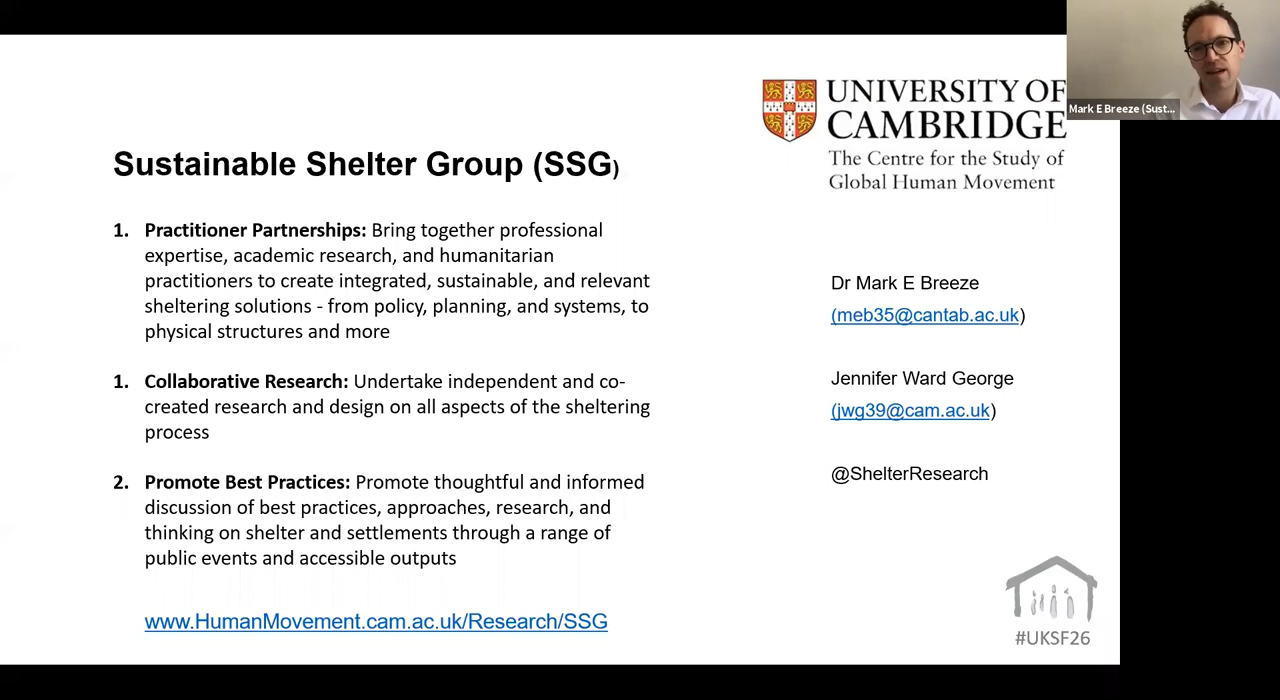 UNIVERSITY OF
CAMBRIDGE
The Centre for the Study of
Global Human Movement
Mark E Breeze (Sust...
Sustainable Shelter Group (SSG)
1. Practitioner Partnerships: Bring together professional
expertise, academic research, and humanitarian
practitioners to create integrated, sustainable, and relevant
sheltering solutions - from policy, planning, and systems, to
physical structures and more
1. Collaborative Research: Undertake independent and co-
created research and design on all aspects of the sheltering
process
2. Promote Best Practices: Promote thoughtful and informed
discussion of best practices, approaches, research, and
thinking on shelter and settlements through a range of
public events and accessible outputs
www.HumanMovement.cam.ac.uk/Research/SSG
Dr Mark E Breeze
(meb35@cantab.ac.uk)
Jennifer Ward George
(jwg39@cam.ac.uk)
@ShelterResearch
#UKSF26